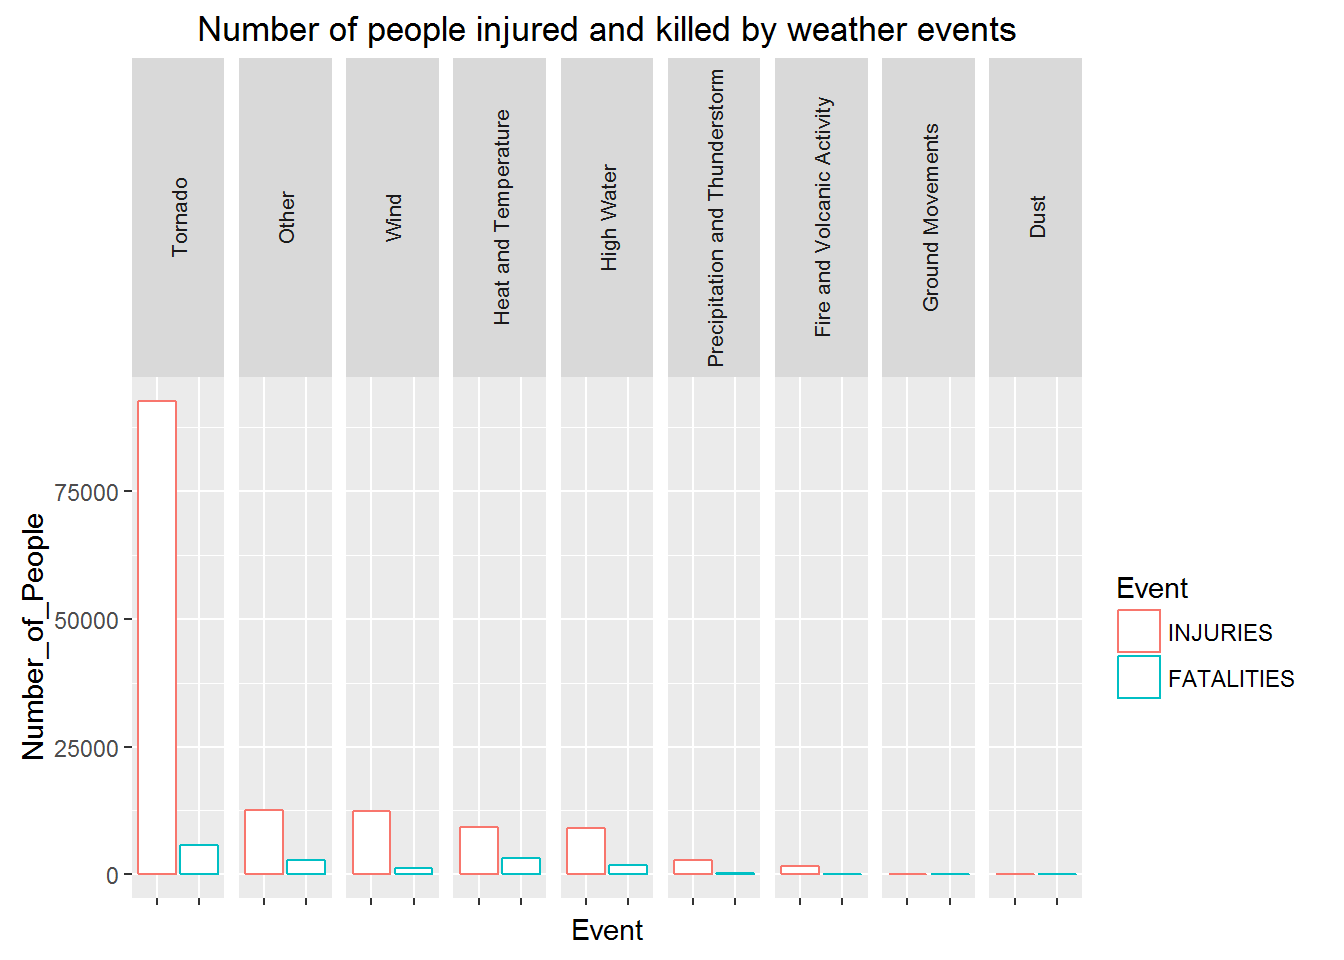 Number of people injured and killed by weather events
Tornado
Other
Wind
Heat and Temperature
High Water
Precipitation and Thunderstorm
Fire and Volcanic Activity
Ground Movements
Dust
Number_of_People
75000
50000
25000
0
Event
Event
INJURIES
FATALITIES